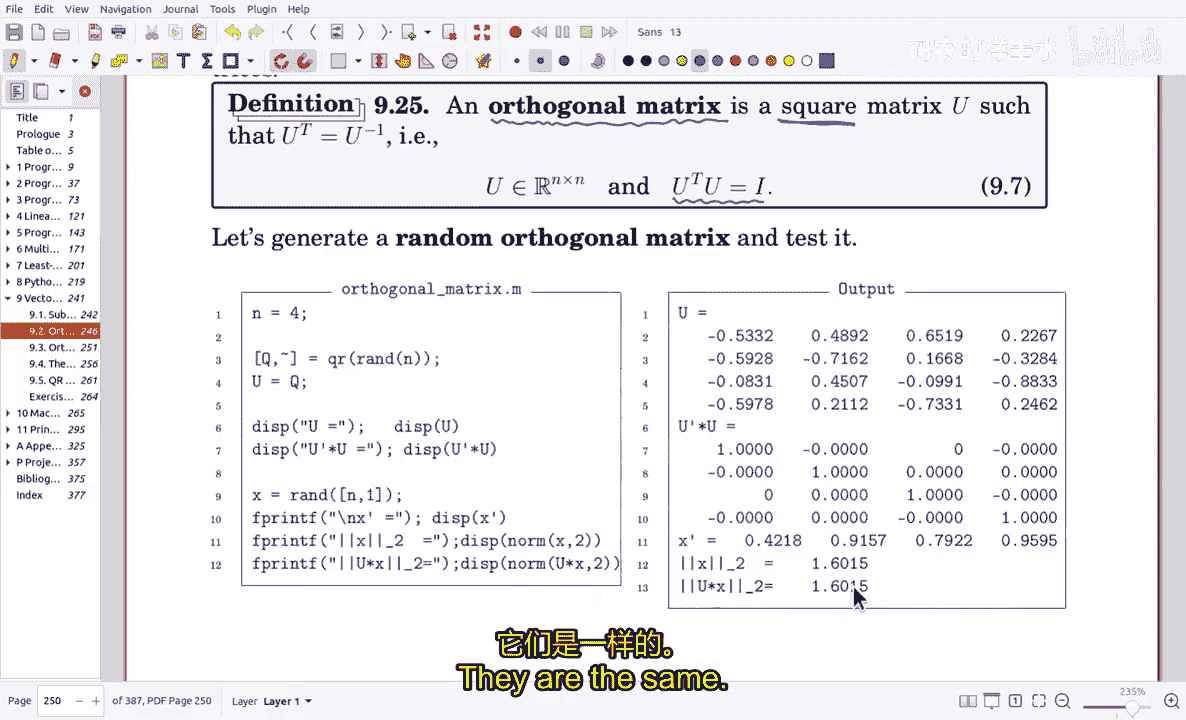 File Edit View Navigation Journal Tools Plugin Help
Sans 13
Title 1
Prologue 3
Table o... 5
1 Progr... 9
2 Progr... 37
3 Progr... 73
4 Linea... 121
5 Progr... 143
6 Multi... 171
7 Least-... 201
8 Pytho... 219
9 Vecto... 241
9.1. Sub... 242
9.2. Ort... 246
9.3. Ort... 251
9.4. The... 256
9.5. QR ... 261
Exercis... 264
10 Mac... 265
11 Prin... 295
A Appe... 325
P Proje... 357
Bibliog... 375
Index 377
Definition 9.25. An orthogonal matrix is a square matrix U such
that U^T = U^{-1}, i.e.,
U ∈ ℝ^{n×n} and U^T U = I. (9.7)
Let's generate a random orthogonal matrix and test it.
orthogonal_matrix.m
1 n = 4;
2
3 [Q,~] = qr(rand(n));
4 U = Q;
5
6 disp("U =");   disp(U)
7 disp("U'*U ="); disp(U'*U)
8
9 x = rand([n,1]);
10 fprintf("\nx' ="); disp(x')
11 fprintf("||x||_2  =");disp(norm(x,2))
12 fprintf("||U*x||_2=");disp(norm(U*x,2))
Output
1 U =
2 -0.5332 0.4892 0.6519 0.2267
3 -0.5928 -0.7162 0.1668 -0.3284
4 -0.0831 0.4507 -0.0991 -0.8833
5 -0.5978 0.2112 -0.7331 0.2462
6 U'*U =
7 1.0000 -0.0000 0 -0.0000
8 -0.0000 1.0000 0.0000 0.0000
9 0 0.0000 1.0000 -0.0000
10 -0.0000 0.0000 -0.0000 1.0000
11 x' = 0.4218 0.9157 0.7922 0.9595
12 ||x||_2 = 1.6015
13 ||U*x||_2= 1.6015
它们是一样的。
They are the same.
Page 250 of 387, PDF Page 250 Layer Layer 1 235%